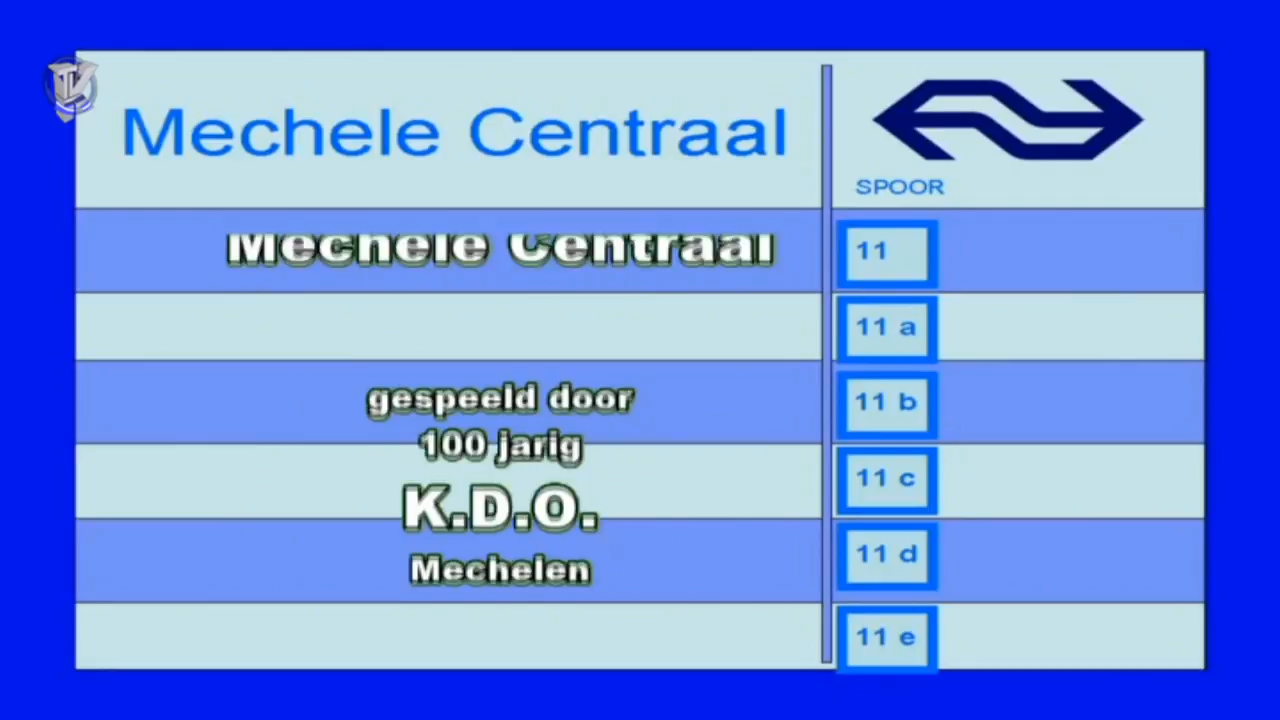 Mechele Centraal
SPOOR
Mechele Centraal
11
11 a
gespeeld door
11 b
100 jarig
11 c
K.D.O.
Mechelen
11 d
11 e